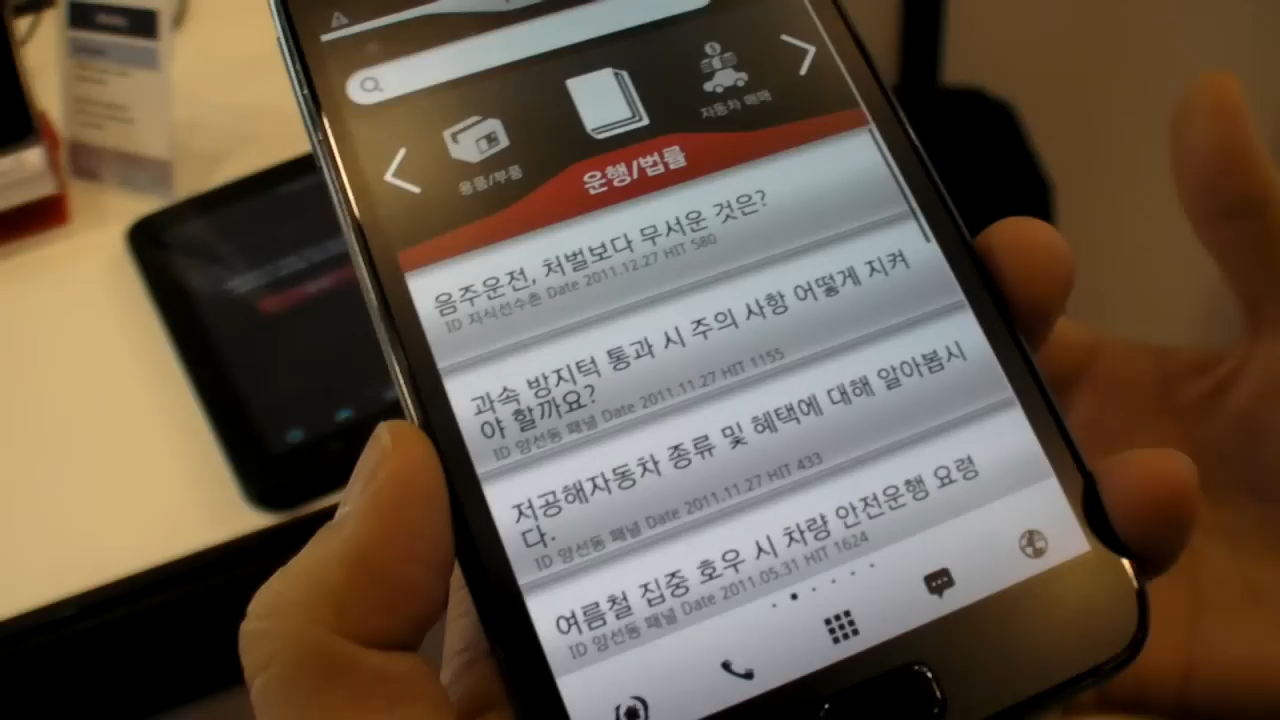 용품/부품
자동차 매매
운행/법률
음주운전, 처벌보다 무서운 것은?
ID 지식선수촌 Date 2011.12.27 HIT 580
과속 방지턱 통과 시 주의 사항 어떻게 지켜
야 할까요?
ID 양선동 패널 Date 2011.11.27 HIT 1155
저공해자동차 종류 및 혜택에 대해 알아봅시
다.
ID 양선동 패널 Date 2011.11.27 HIT 433
여름철 집중 호우 시 차량 안전운행 요령
ID 양선동 패널 Date 2011.05.31 HIT 1624